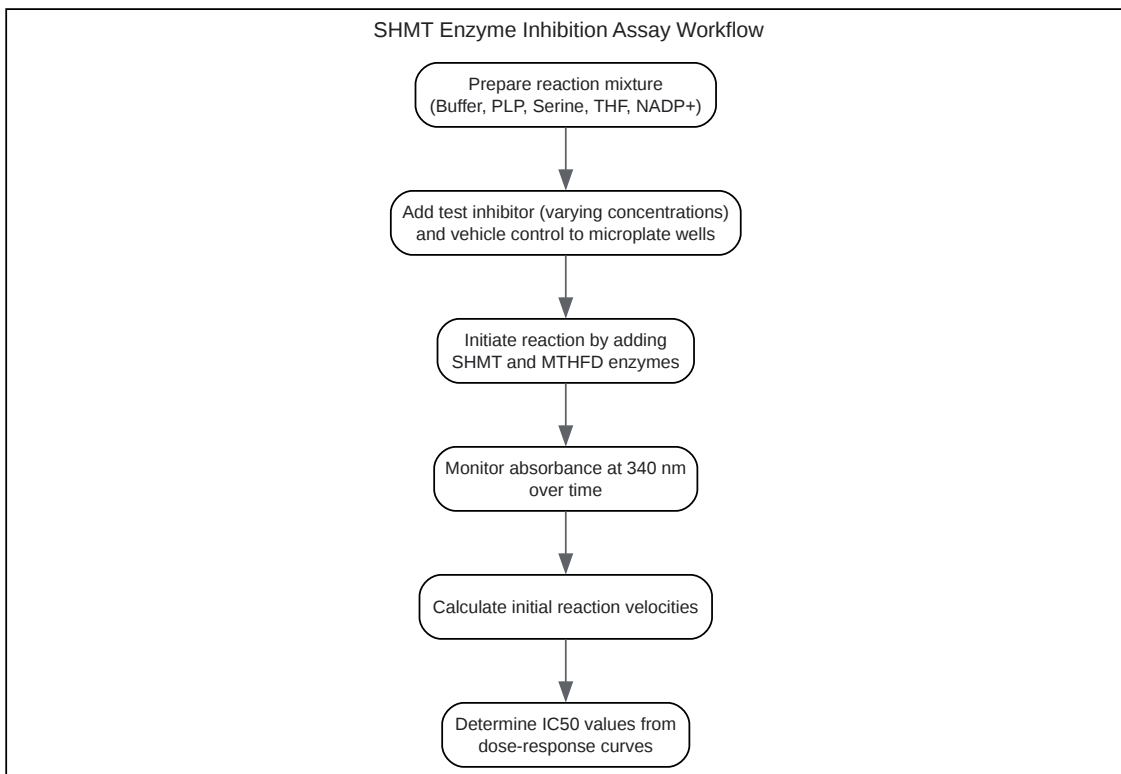 SHMT Enzyme Inhibition Assay Workflow
Prepare reaction mixture
(Buffer, PLP, Serine, THF, NADP+)
Add test inhibitor (varying concentrations)
and vehicle control to microplate wells
Initiate reaction by adding
SHMT and MTHFD enzymes
Monitor absorbance at 340 nm
over time
Calculate initial reaction velocities
Determine IC50 values from
dose-response curves